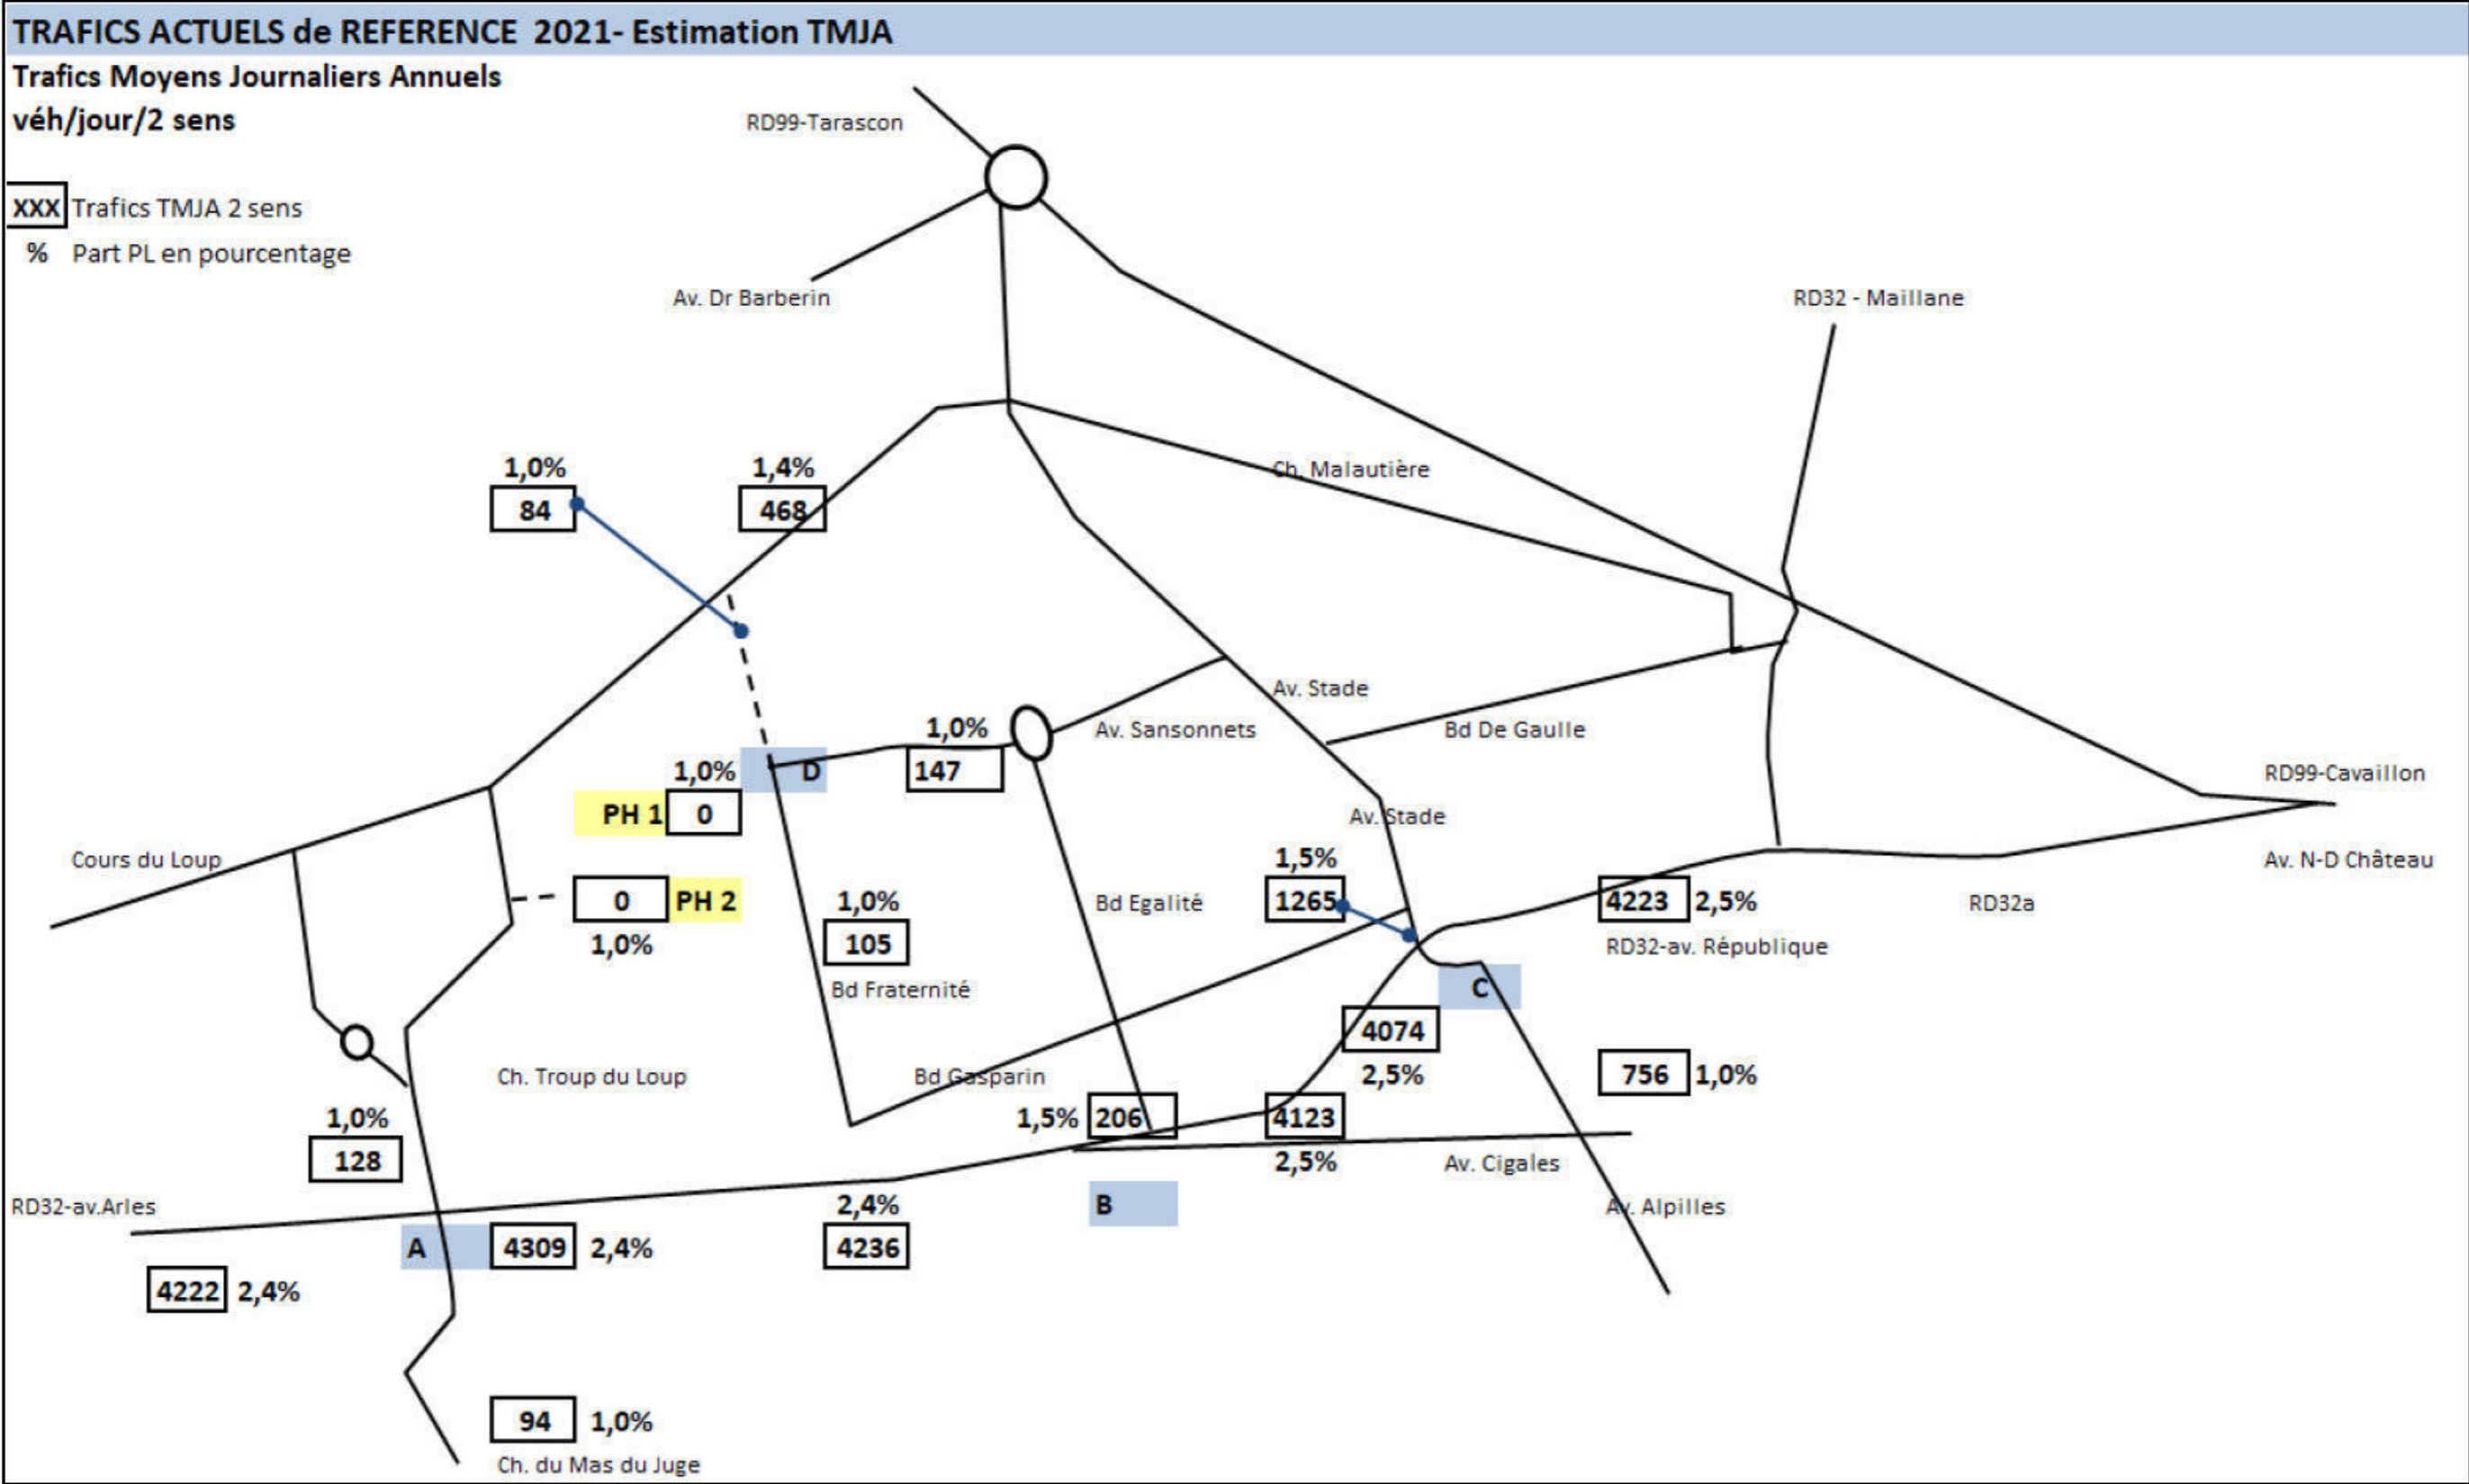 TRAFICS ACTUELS de REFERENCE 2021- Estimation TMJA
Trafics Moyens Journaliers Annuels
véh/jour/2 sens
RD99-Tarascon
XXX Trafics TMJA 2 sens
% Part PL en pourcentage
Av. Dr Barberin
RD32 - Maillane
1,0%
84
1,4%
468
Ch. Malautière
Av. Stade
1,0%
147
Av. Sansonnets
Bd De Gaulle
1,0%
D
PH 1 0
RD99-Cavaillon
Av. Stade
Cours du Loup
1,5%
1265
Av. N-D Château
0 PH 2
1,0%
1,0%
105
Bd Egalité
4223 2,5%
RD32a
RD32-av. République
Bd Fraternité
C
4074
2,5%
Ch. Troup du Loup
Bd Gasparin
756 1,0%
1,0%
128
1,5% 206
4123
2,5%
Av. Cigales
RD32-av.Arles
2,4%
4236
B
Av. Alpilles
A 4309 2,4%
4222 2,4%
94 1,0%
Ch. du Mas du Juge